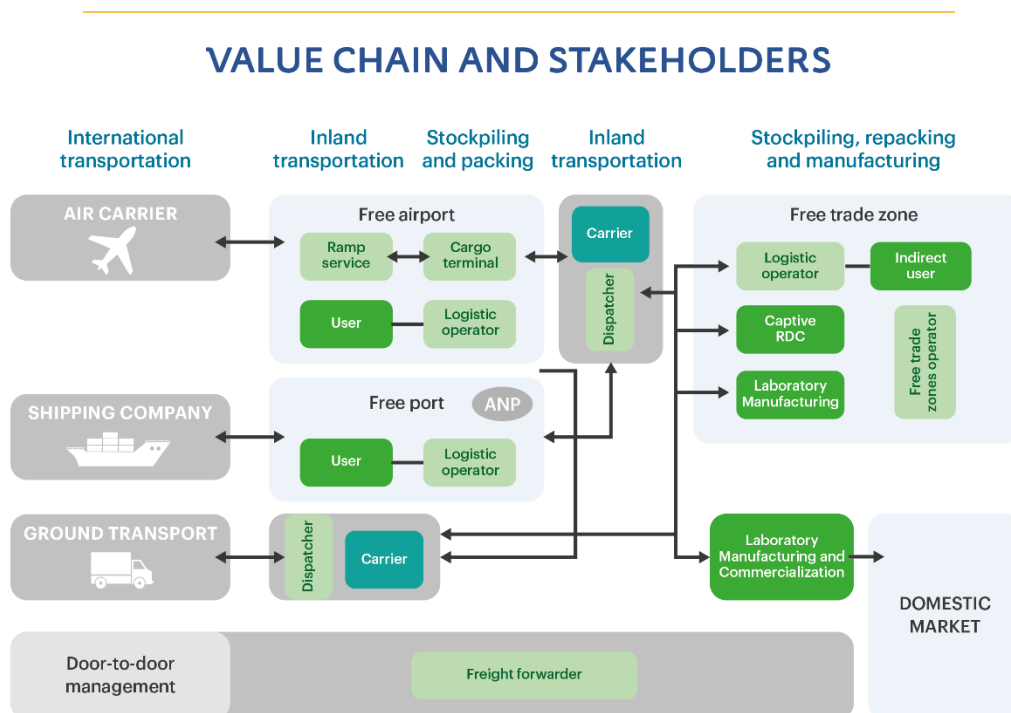 VALUE CHAIN AND STAKEHOLDERS
International
transportation
Inland
transportation
Stockpiling
and packing
Inland
transportation
Stockpiling, repacking
and manufacturing
AIR CARRIER
Free airport
Ramp
service
Cargo
terminal
User
Logistic
operator
Carrier
Dispatcher
Free trade zone
Logistic
operator
Indirect
user
Captive
RDC
Laboratory
Manufacturing
Free trade
zones operator
SHIPPING COMPANY
Free port
ANP
User
Logistic
operator
GROUND TRANSPORT
Dispatcher
Carrier
Laboratory
Manufacturing and
Commercialization
DOMESTIC
MARKET
Door-to-door
management
Freight forwarder